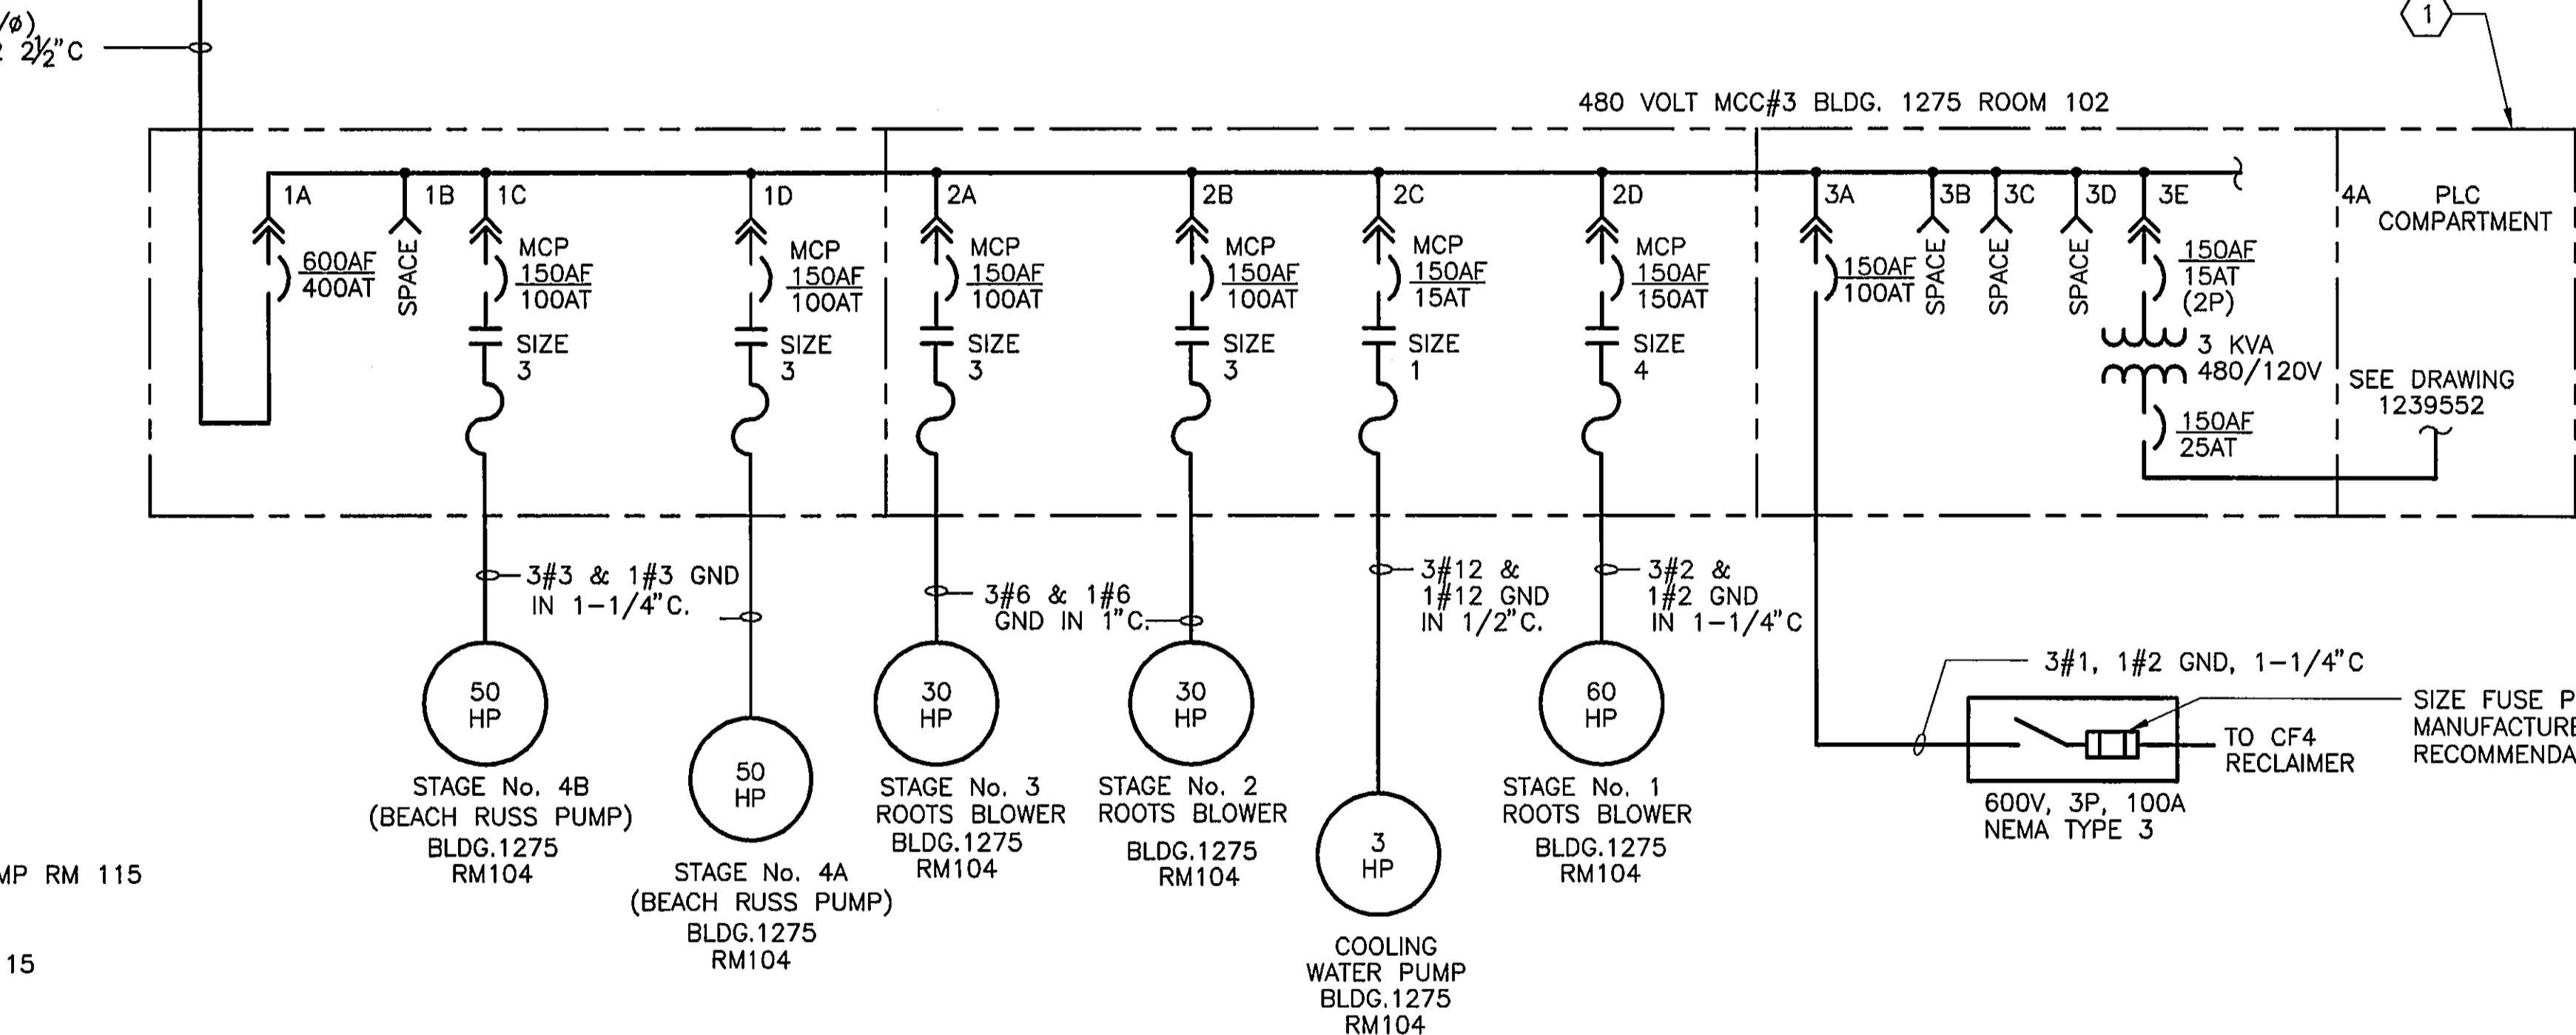 /ø)
2½"C
1
480 VOLT MCC#3 BLDG. 1275 ROOM 102
1A
600AF
400AT
1B
SPACE
1C
MCP
150AF
100AT
SIZE
3
1D
MCP
150AF
100AT
SIZE
3
2A
MCP
150AF
100AT
SIZE
3
2B
MCP
150AF
100AT
SIZE
3
2C
MCP
150AF
15AT
SIZE
1
2D
MCP
150AF
150AT
SIZE
4
3A
150AF
100AT
3B
SPACE
3C
SPACE
3D
SPACE
3E
150AF
15AT
(2P)
3 KVA
480/120V
150AF
25AT
4A
PLC
COMPARTMENT
SEE DRAWING
1239552
3#3 & 1#3 GND
IN 1-1/4"C.
3#6 & 1#6
GND IN 1"C.
3#12 &
1#12 GND
IN 1/2"C.
3#2 &
1#2 GND
IN 1-1/4"C
3#1, 1#2 GND, 1-1/4"C
50
HP
STAGE No. 4B
(BEACH RUSS PUMP)
BLDG.1275
RM104
50
HP
STAGE No. 4A
(BEACH RUSS PUMP)
BLDG.1275
RM104
30
HP
STAGE No. 3
ROOTS BLOWER
BLDG.1275
RM104
30
HP
STAGE No. 2
ROOTS BLOWER
BLDG.1275
RM104
3
HP
COOLING
WATER PUMP
BLDG.1275
RM104
60
HP
STAGE No. 1
ROOTS BLOWER
BLDG.1275
RM104
SIZE FUSE P
MANUFACTURE
RECOMMENDA
TO CF4
RECLAIMER
600V, 3P, 100A
NEMA TYPE 3
MP RM 115
15